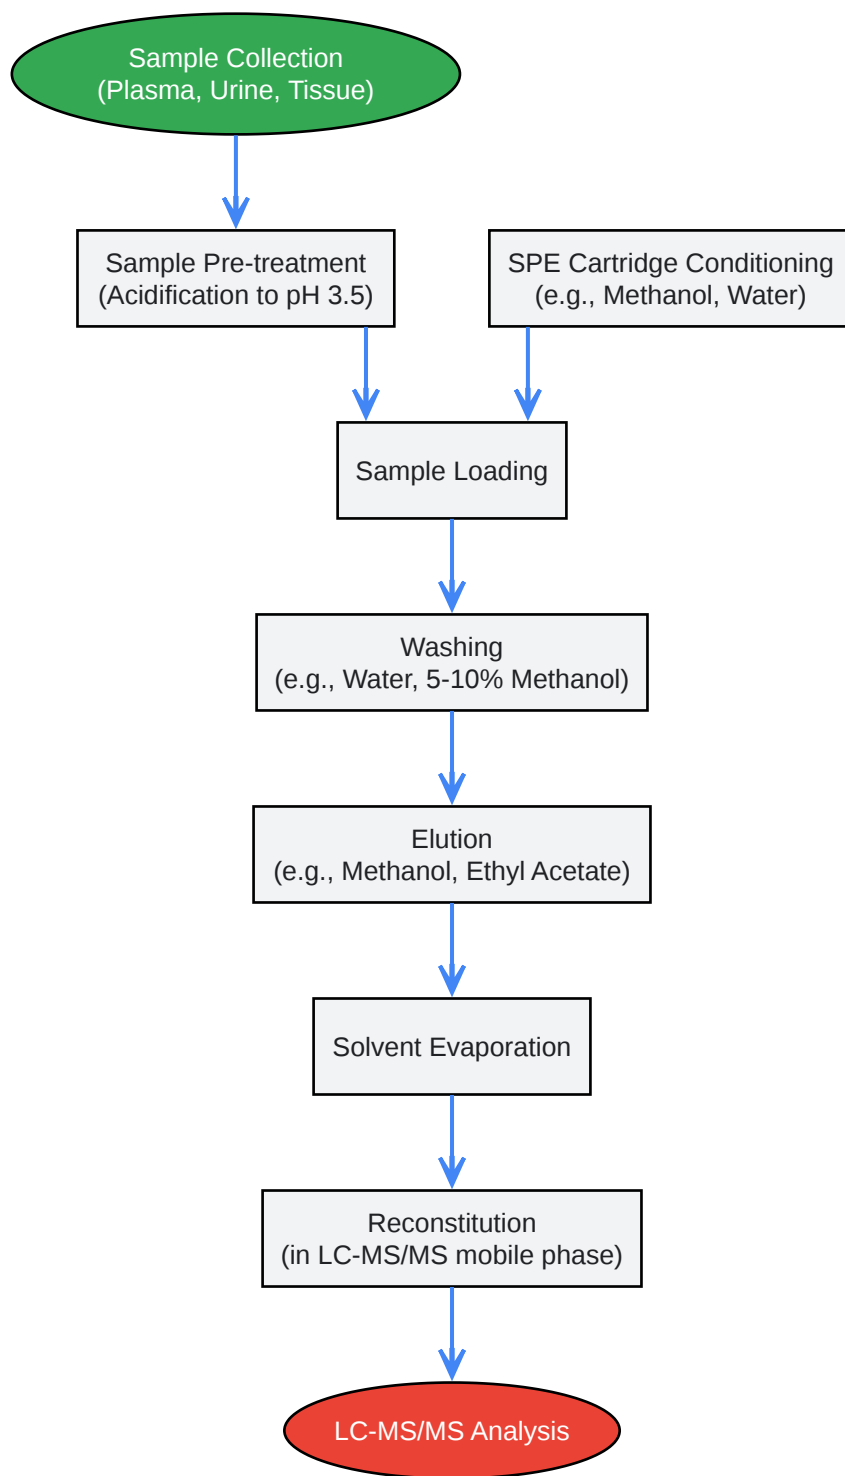 Sample Collection
(Plasma, Urine, Tissue)
Sample Pre-treatment
(Acidification to pH 3.5)
SPE Cartridge Conditioning
(e.g., Methanol, Water)
Sample Loading
Washing
(e.g., Water, 5-10% Methanol)
Elution
(e.g., Methanol, Ethyl Acetate)
Solvent Evaporation
Reconstitution
(in LC-MS/MS mobile phase)
LC-MS/MS Analysis